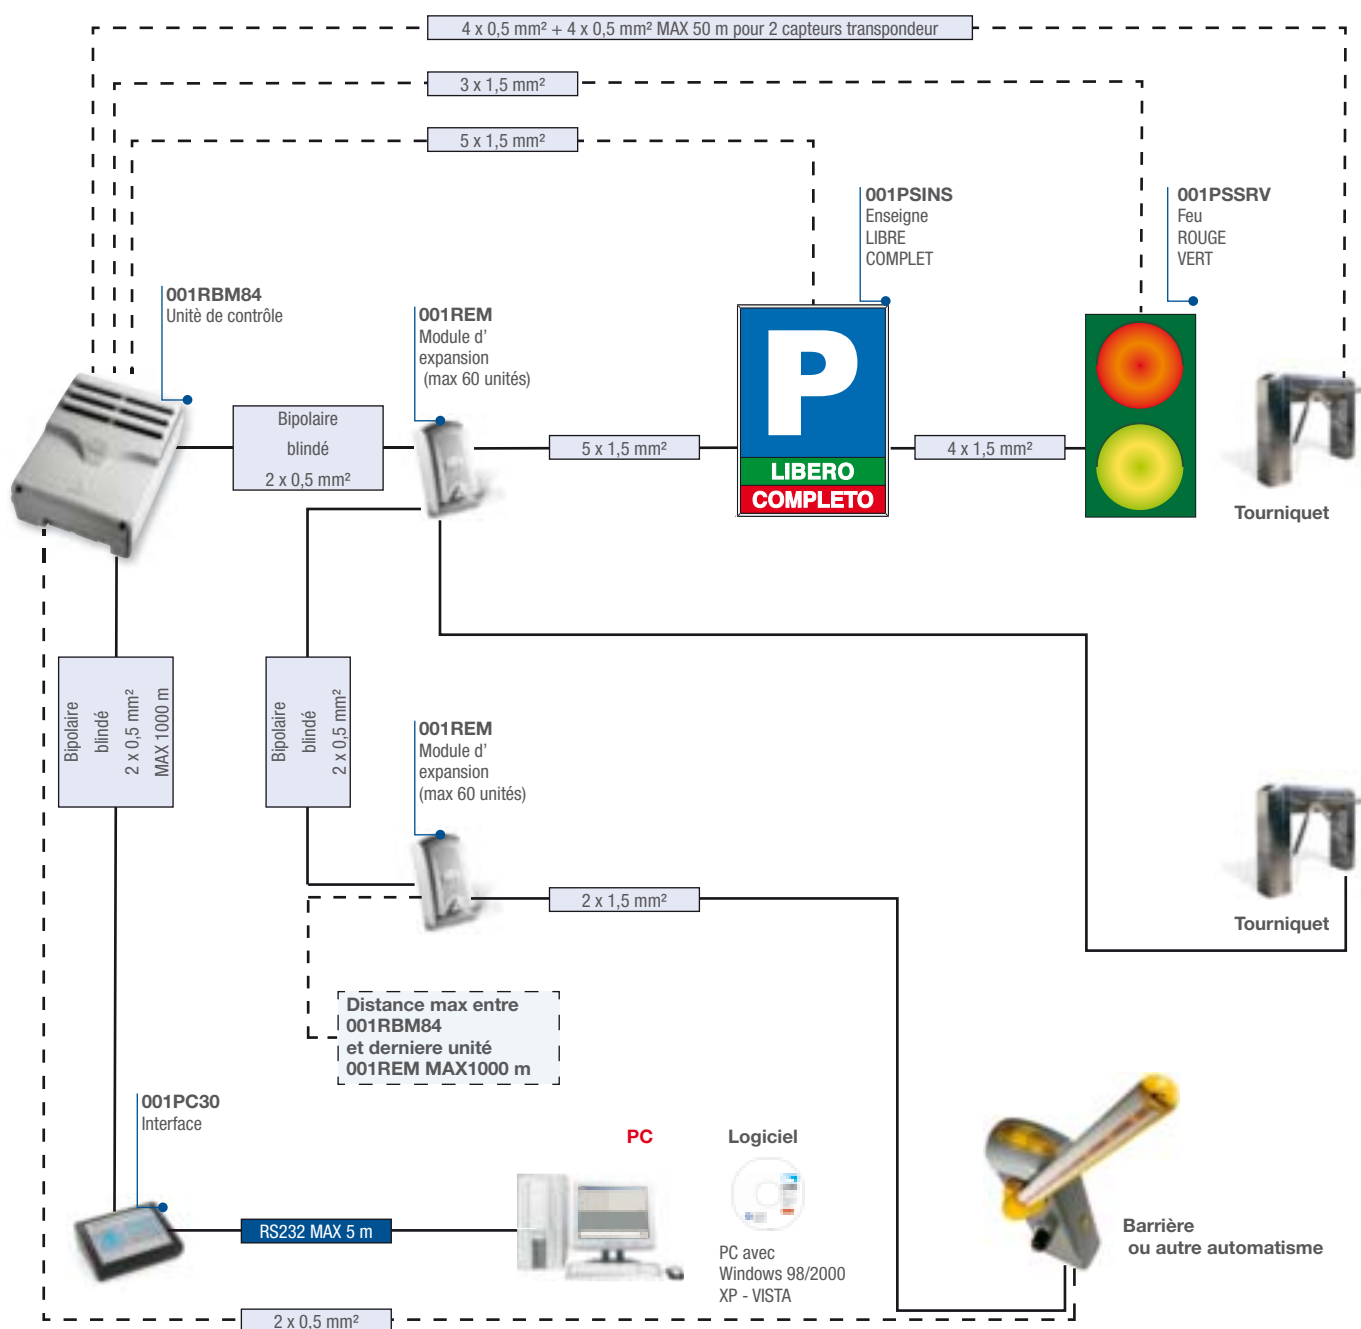 4 x 0,5 mm² + 4 x 0,5 mm² MAX 50 m pour 2 capteurs transpondeur
3 x 1,5 mm²
5 x 1,5 mm²
001PSINS
Enseigne
LIBRE
COMPLET
001PSSRV
Feu
ROUGE
VERT
001RBM84
Unitè de contrôle
001REM
Module d'
expansion
(max 60 unités)
Bipolaire
blindé
2 x 0,5 mm²
5 x 1,5 mm²
P
LIBERO
COMPLETO
4 x 1,5 mm²
Tourniquet
Bipolaire
blindé
2 x 0,5 mm²
MAX 1000 m
Bipolaire
blindé
2 x 0,5 mm²
001REM
Module d'
expansion
(max 60 unités)
2 x 1,5 mm²
Tourniquet
Distance max entre
001RBM84
et derniere unité
001REM MAX1000 m
001PC30
Interface
RS232 MAX 5 m
PC
Logiciel
PC avec
Windows 98/2000
XP - VISTA
Barrière
ou autre automatisme
2 x 0,5 mm²